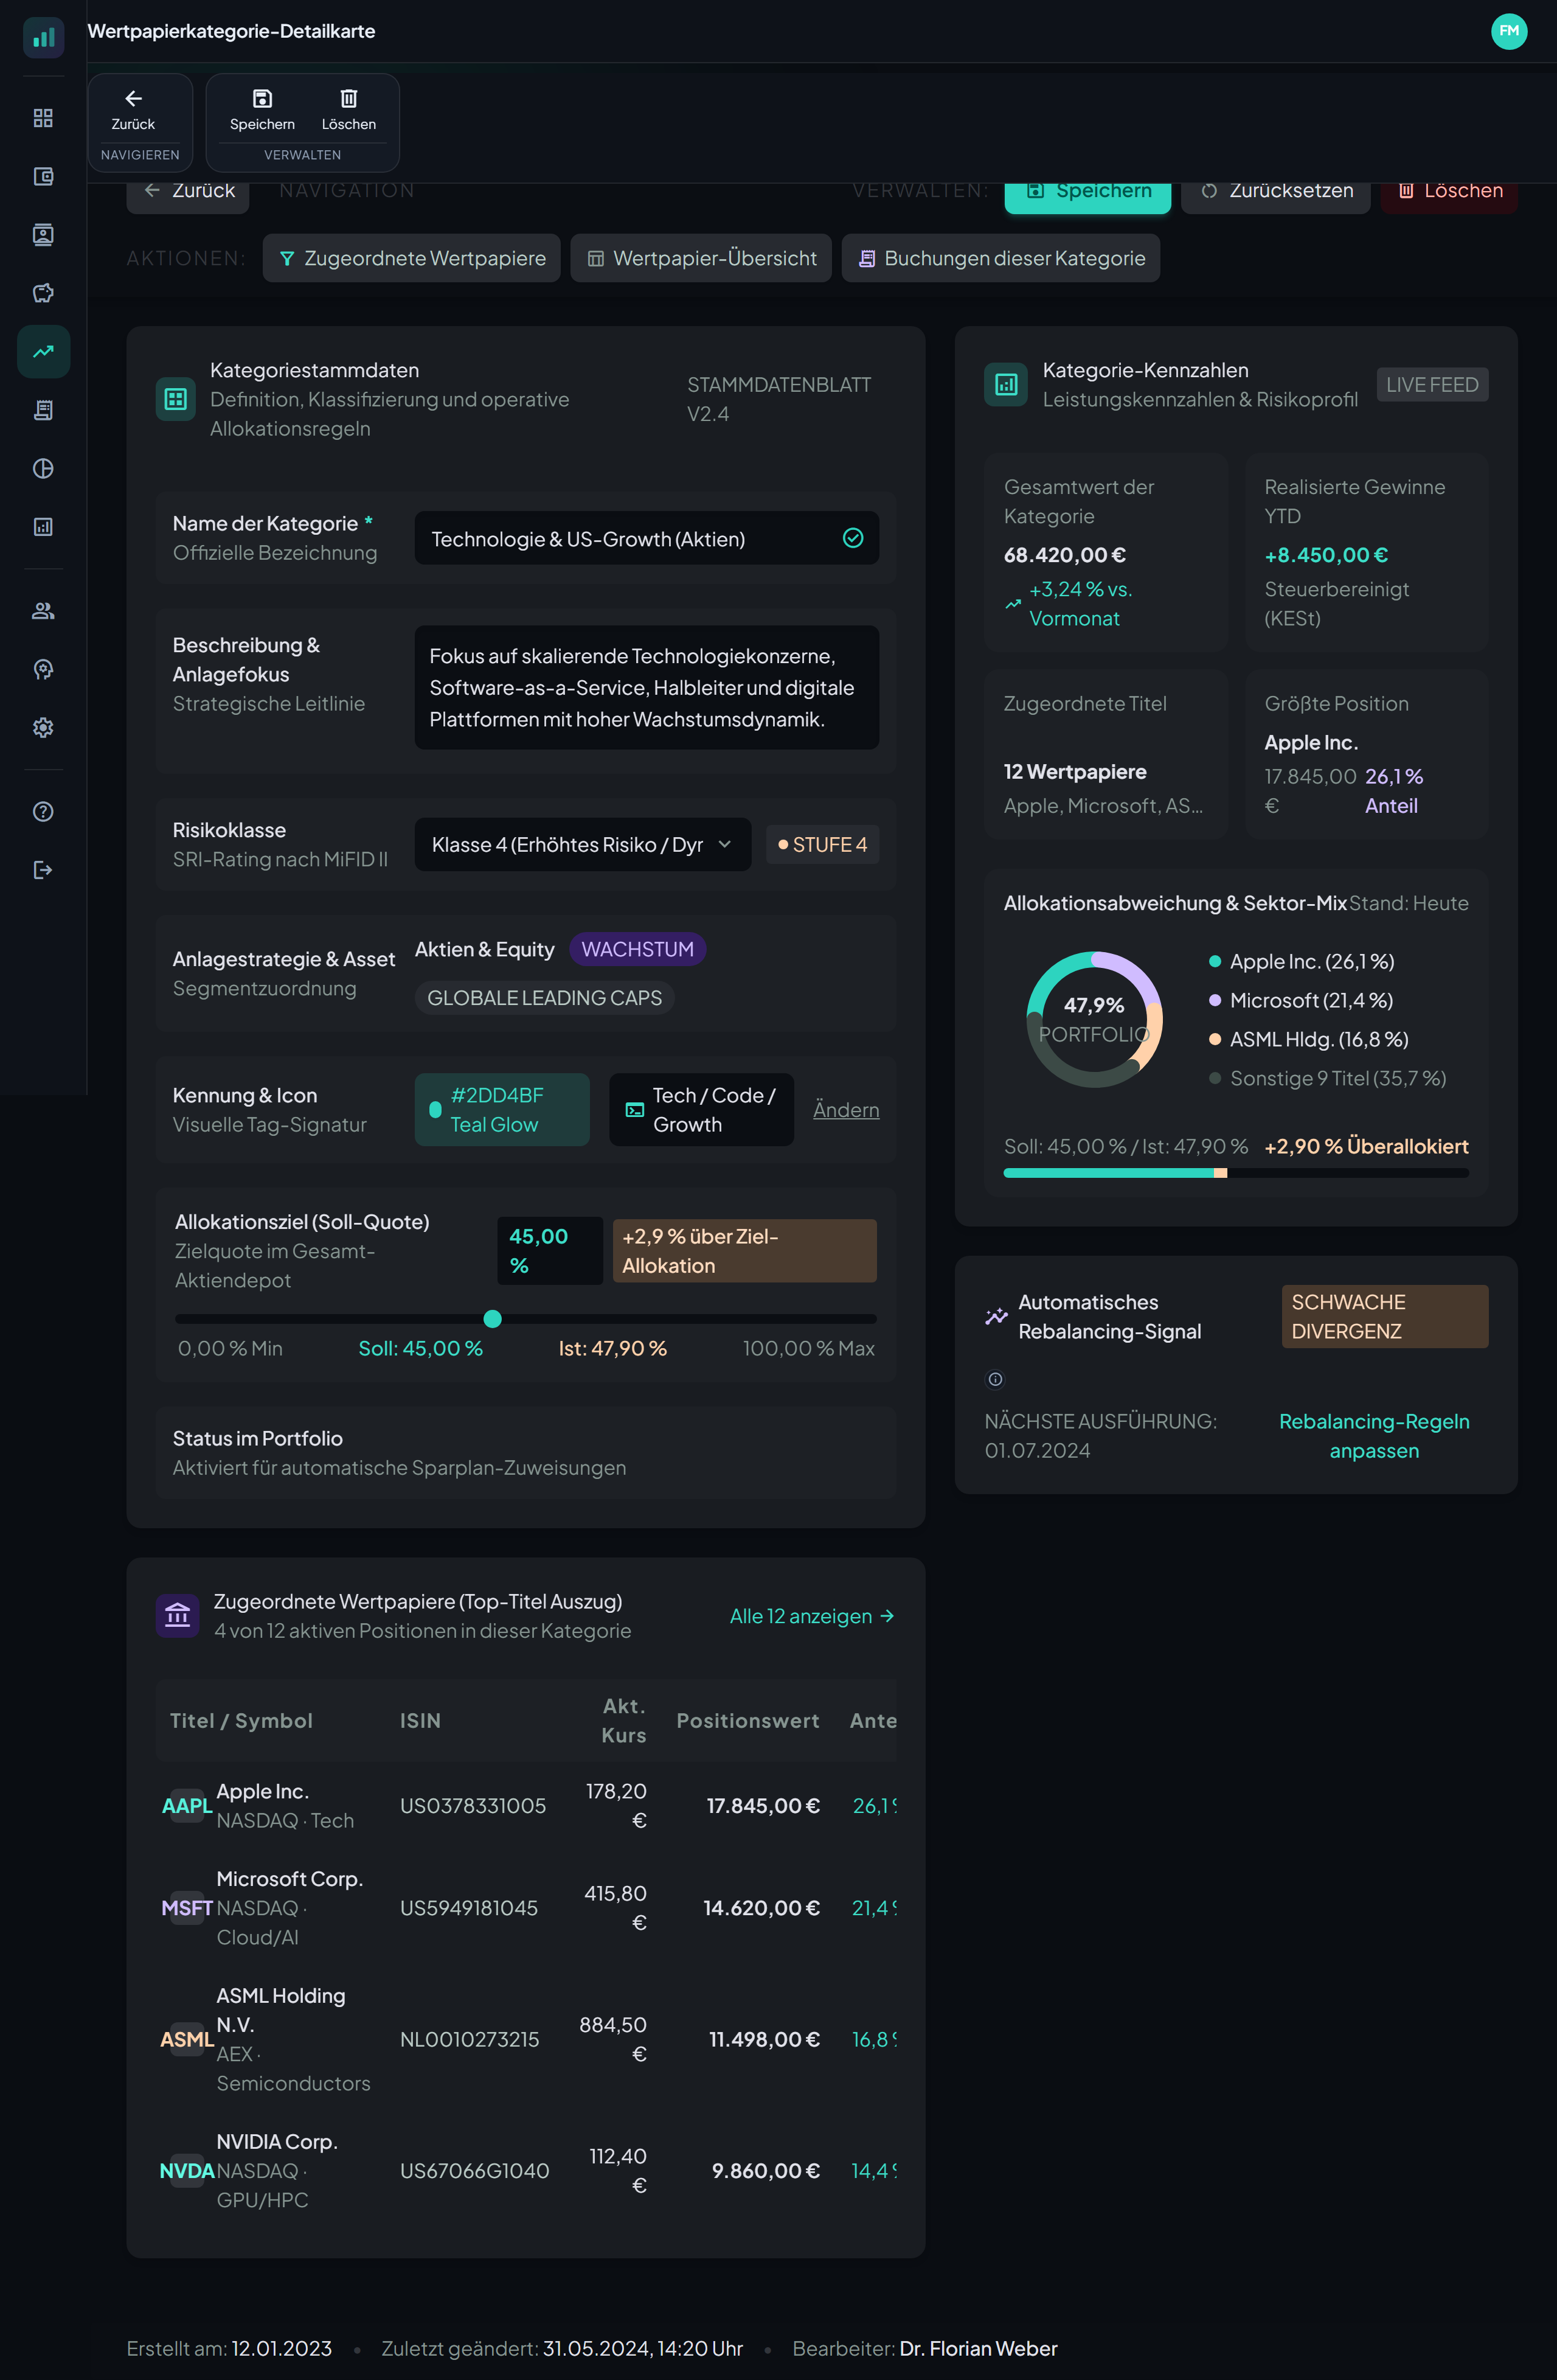 Wertpapierkategorie-Detailkarte
FM
Zurück
Speichern
Löschen
NAVIGIEREN
VERWALTEN
Zurück
NAVIGATION
VERWALTEN:
Speichern
Zurücksetzen
Löschen
AKTIONEN:
Zugeordnete Wertpapiere
Wertpapier-Übersicht
Buchungen dieser Kategorie
Kategoriestammdaten
Definition, Klassifizierung und operative
Allokationsregeln
STAMMDATENBLATT
V2.4
Name der Kategorie *
Offizielle Bezeichnung
Technologie & US-Growth (Aktien)
Beschreibung &
Anlagefokus
Strategische Leitlinie
Fokus auf skalierende Technologiekonzerne,
Software-as-a-Service, Halbleiter und digitale
Plattformen mit hoher Wachstumsdynamik.
Risikoklasse
SRI-Rating nach MiFID II
Klasse 4 (Erhöhtes Risiko / Dyr
STUFE 4
Anlagestrategie & Asset
Segmentzuordnung
Aktien & Equity
WACHSTUM
GLOBALE LEADING CAPS
Kennung & Icon
Visuelle Tag-Signatur
#2DD4BF
Teal Glow
Tech / Code /
Growth
Ändern
Allokationsziel (Soll-Quote)
Zielquote im Gesamt-
Aktiendepot
45,00
%
+2,9 % über Ziel-
Allokation
0,00 % Min
Soll: 45,00 %
Ist: 47,90 %
100,00 % Max
Status im Portfolio
Aktiviert für automatische Sparplan-Zuweisungen
Kategorie-Kennzahlen
Leistungskennzahlen & Risikoprofil
LIVE FEED
Gesamtwert der
Kategorie
68.420,00 €
+3,24 % vs.
Vormonat
Realisierte Gewinne
YTD
+8.450,00 €
Steuerbereinigt
(KESt)
Zugeordnete Titel
12 Wertpapiere
Apple, Microsoft, AS...
Größte Position
Apple Inc.
17.845,00
€
26,1 %
Anteil
Allokationsabweichung & Sektor-Mix
Stand: Heute
47,9%
PORTFOLIO
Apple Inc. (26,1 %)
Microsoft (21,4 %)
ASML Hldg. (16,8 %)
Sonstige 9 Titel (35,7 %)
Soll: 45,00 % / Ist: 47,90 %
+2,90 % Überallokiert
Automatisches
Rebalancing-Signal
SCHWACHE
DIVERGENZ
NÄCHSTE AUSFÜHRUNG:
01.07.2024
Rebalancing-Regeln
anpassen
Zugeordnete Wertpapiere (Top-Titel Auszug)
4 von 12 aktiven Positionen in dieser Kategorie
Alle 12 anzeigen
Titel / Symbol
ISIN
Akt.
Kurs
Positionswert
Ante
AAPL
Apple Inc.
NASDAQ · Tech
US0378331005
178,20
€
17.845,00 €
26,1 %
MSFT
Microsoft Corp.
NASDAQ ·
Cloud/AI
US5949181045
415,80
€
14.620,00 €
21,4 %
ASML
ASML Holding
N.V.
AEX ·
Semiconductors
NL0010273215
884,50
€
11.498,00 €
16,8 %
NVDA
NVIDIA Corp.
NASDAQ ·
GPU/HPC
US67066G1040
112,40
€
9.860,00 €
14,4 %
Erstellt am: 12.01.2023 • Zuletzt geändert: 31.05.2024, 14:20 Uhr • Bearbeiter: Dr. Florian Weber